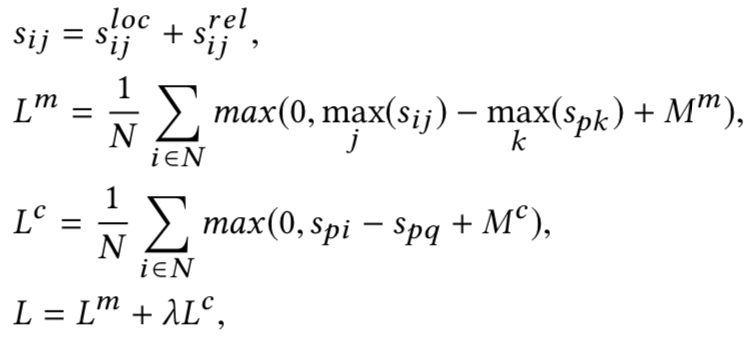 s_{ij} = s_{ij}^{loc} + s_{ij}^{rel},
L^m = \frac{1}{N} \sum_{i \in N} max(0, \max_j(s_{ij}) - \max_k(s_{pk}) + M^m),
L^c = \frac{1}{N} \sum_{i \in N} max(0, s_{pi} - s_{pq} + M^c),
L = L^m + λL^c,